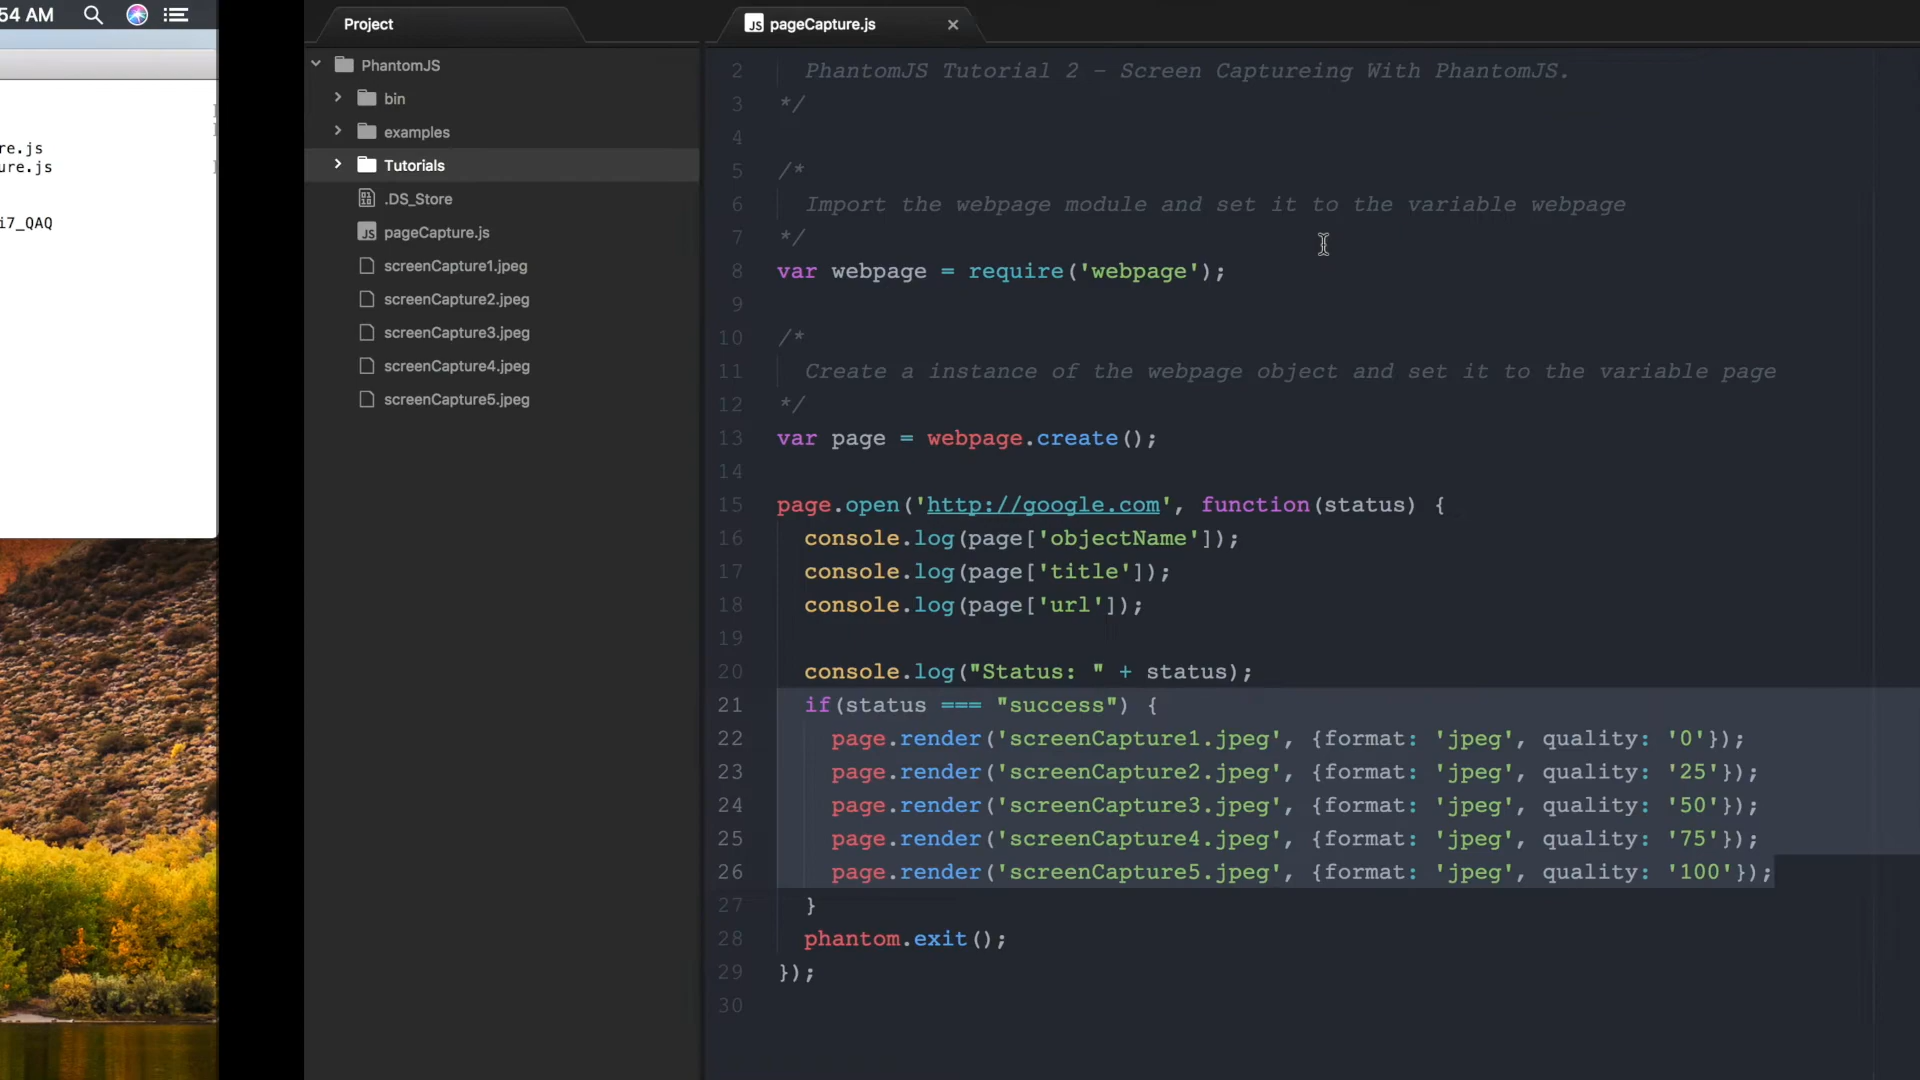 54 AM
re.js
ure.js
i7_QAQ
Project
PhantomJS
bin
examples
Tutorials
.DS_Store
JS pageCapture.js
screenCapture1.jpeg
screenCapture2.jpeg
screenCapture3.jpeg
screenCapture4.jpeg
screenCapture5.jpeg
JS pageCapture.js ×
2 PhantomJS Tutorial 2 - Screen Captureing With PhantomJS.
3 */
4
5 /*
6 Import the webpage module and set it to the variable webpage
7 */
8 var webpage = require('webpage');
9
10 /*
11 Create a instance of the webpage object and set it to the variable page
12 */
13 var page = webpage.create();
14
15 page.open('http://google.com', function(status) {
16 console.log(page['objectName']);
17 console.log(page['title']);
18 console.log(page['url']);
19
20 console.log("Status: " + status);
21 if(status === "success") {
22 page.render('screenCapture1.jpeg', {format: 'jpeg', quality: '0'});
23 page.render('screenCapture2.jpeg', {format: 'jpeg', quality: '25'});
24 page.render('screenCapture3.jpeg', {format: 'jpeg', quality: '50'});
25 page.render('screenCapture4.jpeg', {format: 'jpeg', quality: '75'});
26 page.render('screenCapture5.jpeg', {format: 'jpeg', quality: '100'});
27 }
28 phantom.exit();
29 });
30